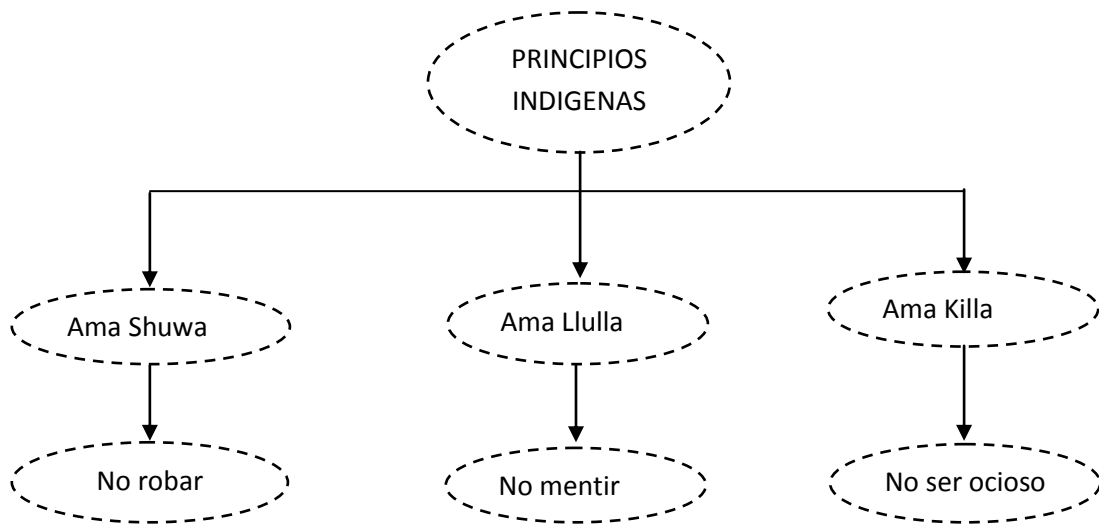 PRINCIPIOS
INDIGENAS
Ama Shuwa
Ama Llulla
Ama Killa
No robar
No mentir
No ser ocioso